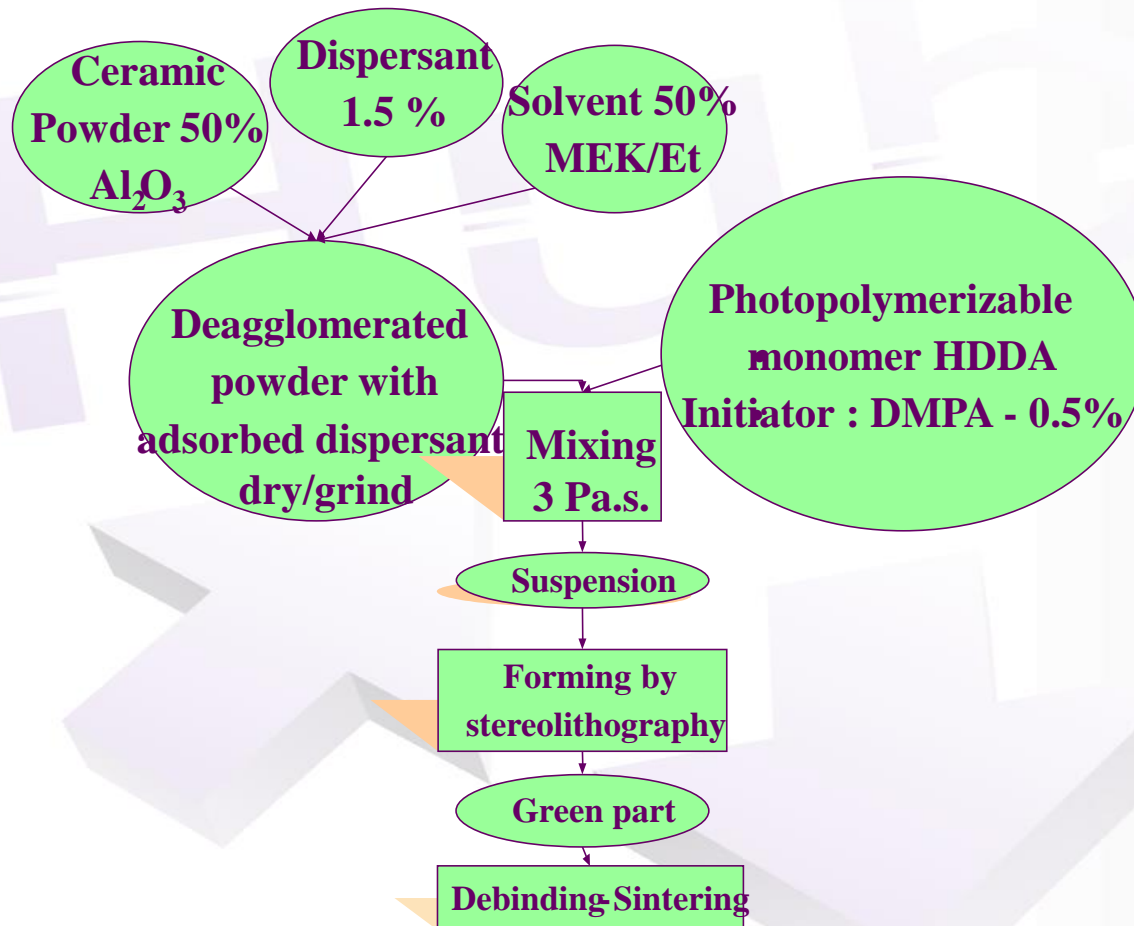 Ceramic
Powder 50%
Al₂O₃
Dispersant
1.5 %
Solvent 50%
MEK/Et
Deagglomerated
powder with
adsorbed dispersant
dry/grind
Photopolymerizable
• monomer HDDA
• Initiator : DMPA - 0.5%
Mixing
3 Pa.s.
Suspension
Forming by
stereolithography
Green part
Debinding-Sintering